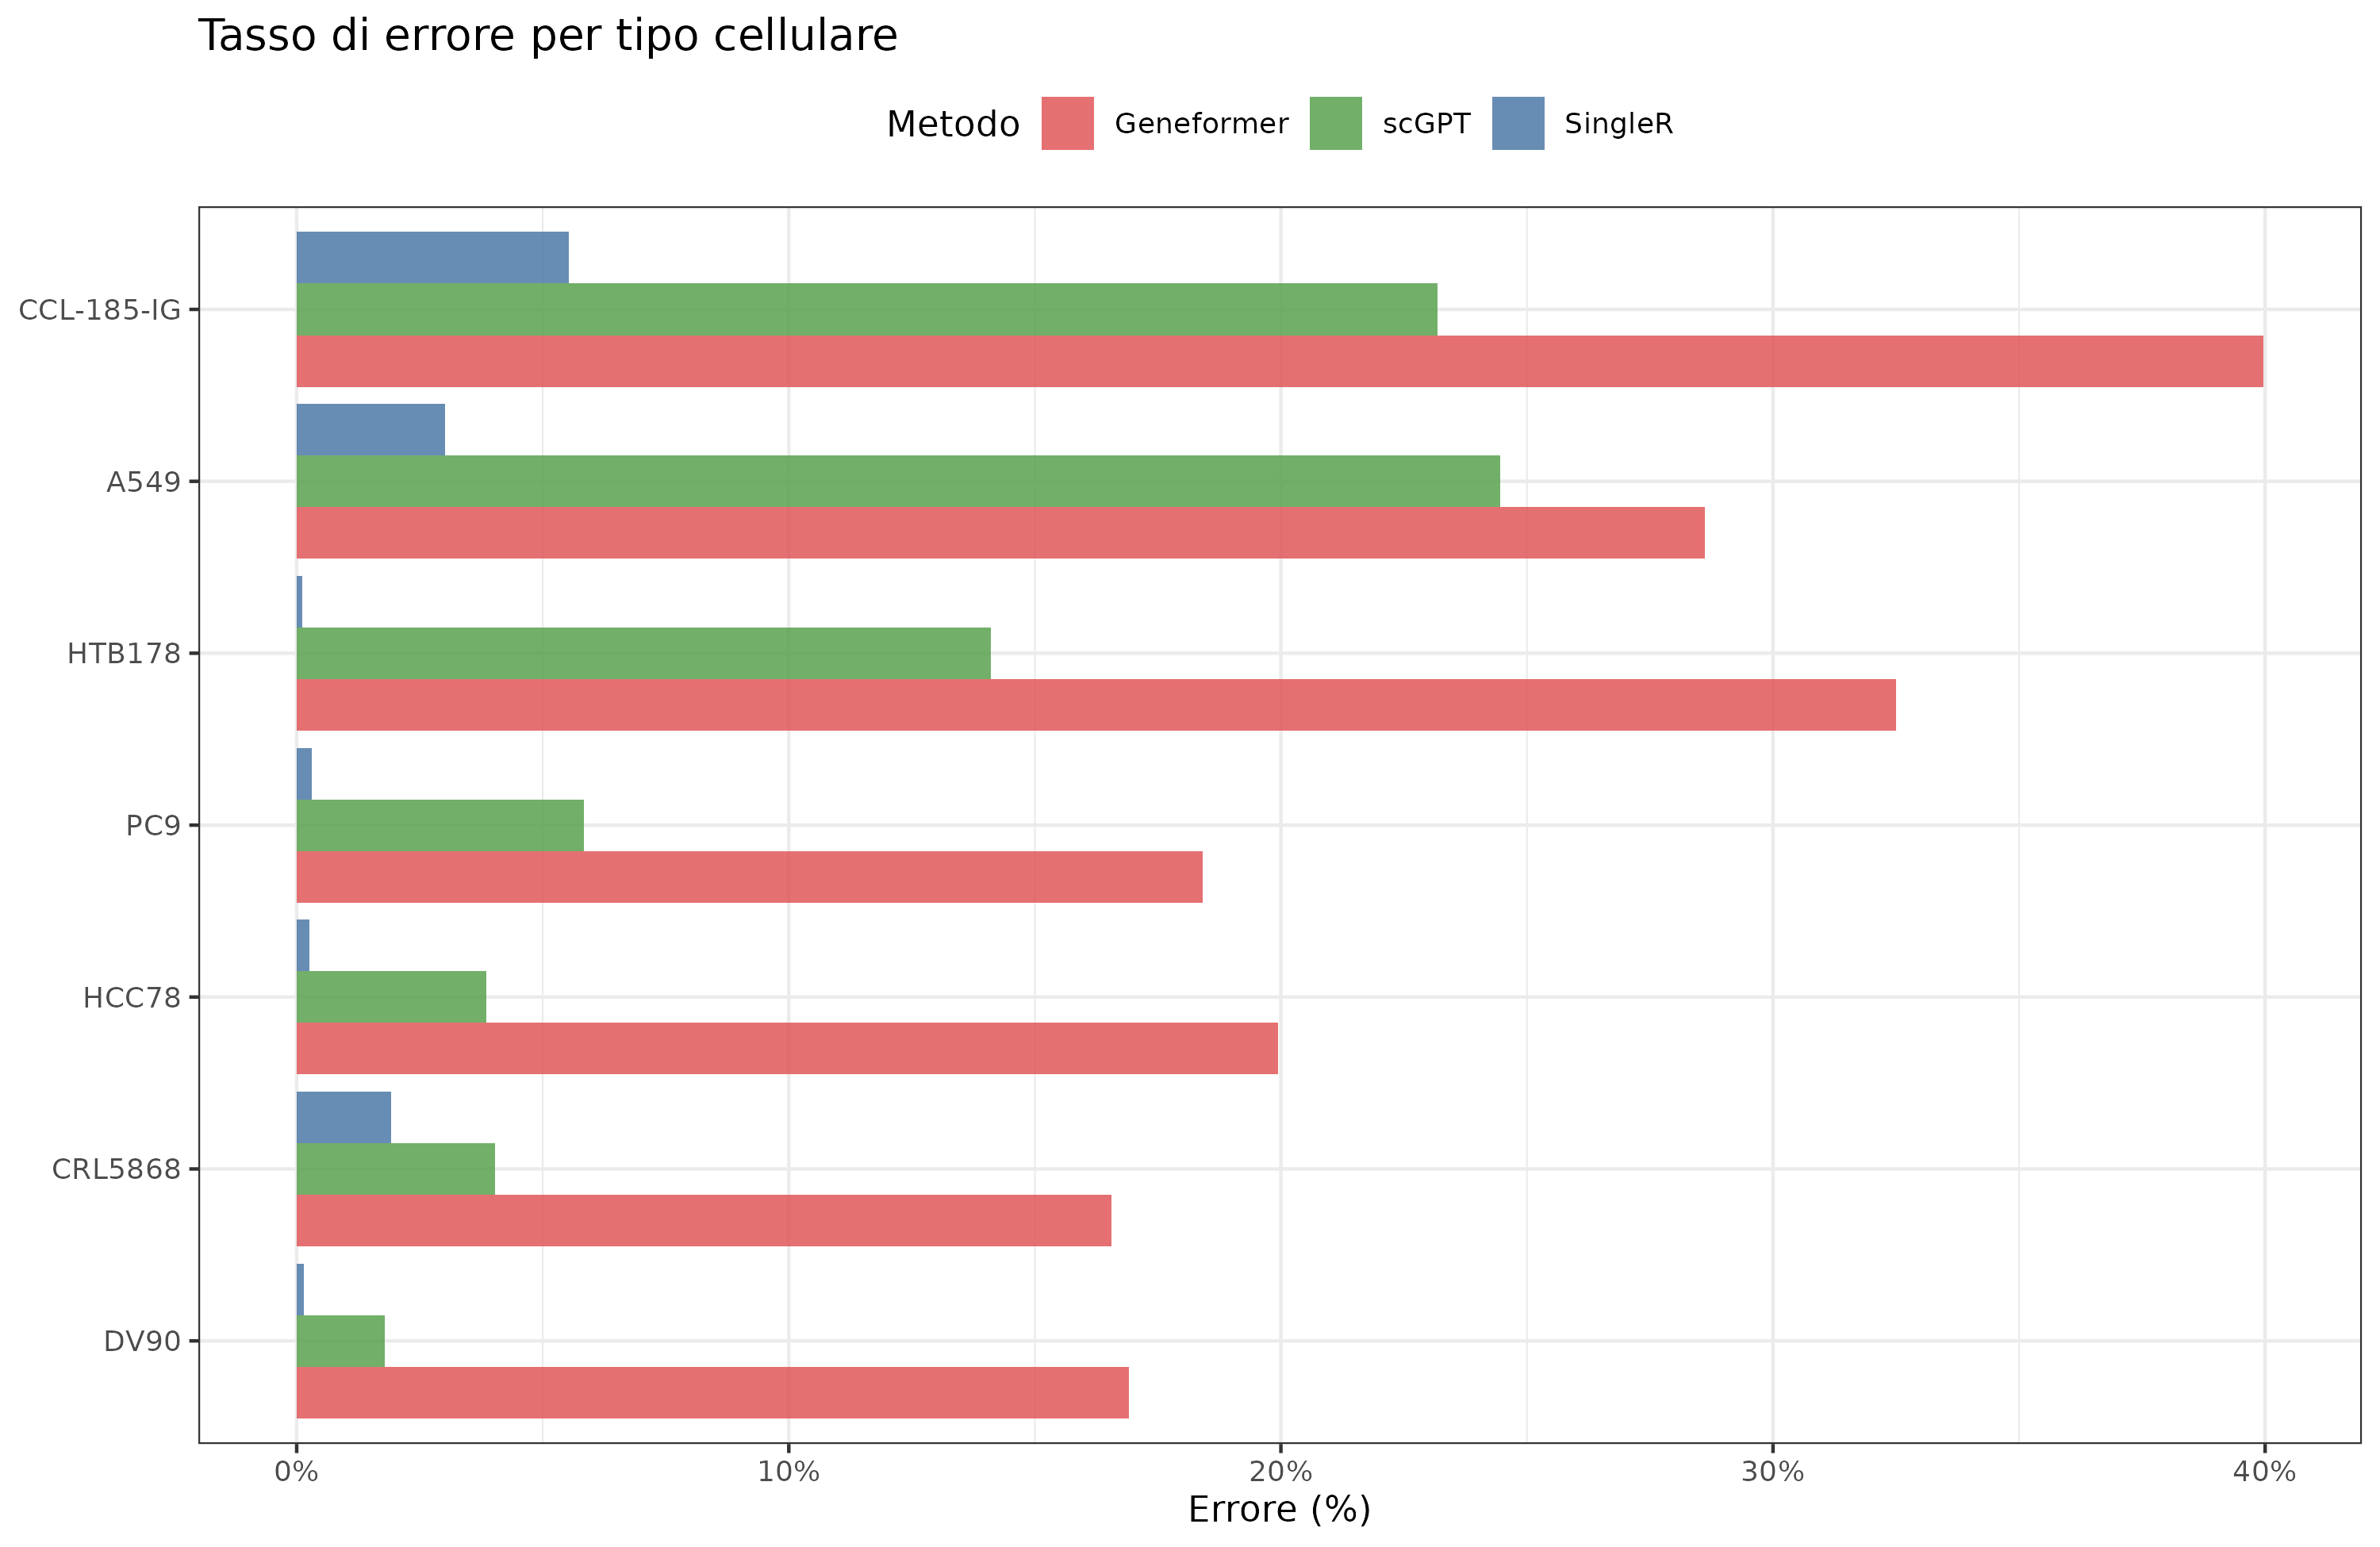 Tasso di errore per tipo cellulare
Metodo Geneformer scGPT SingleR
CCL-185-IG
A549
HTB178
PC9
HCC78
CRL5868
DV90
0% 10% 20% 30% 40%
Errore (%)